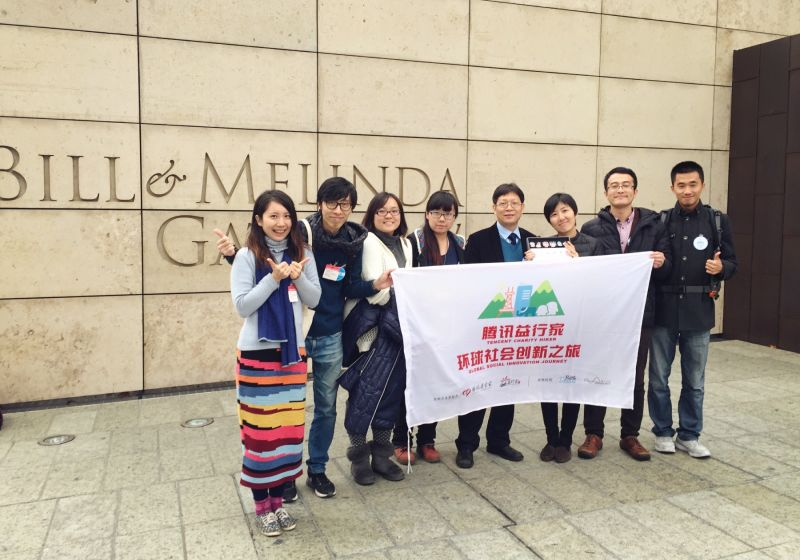 BILL & MELINDA
GA
腾讯益行家
TENCENT CHARITY HIKER
环球社会创新之旅
GLOBAL SOCIAL INNOVATION JOURNEY